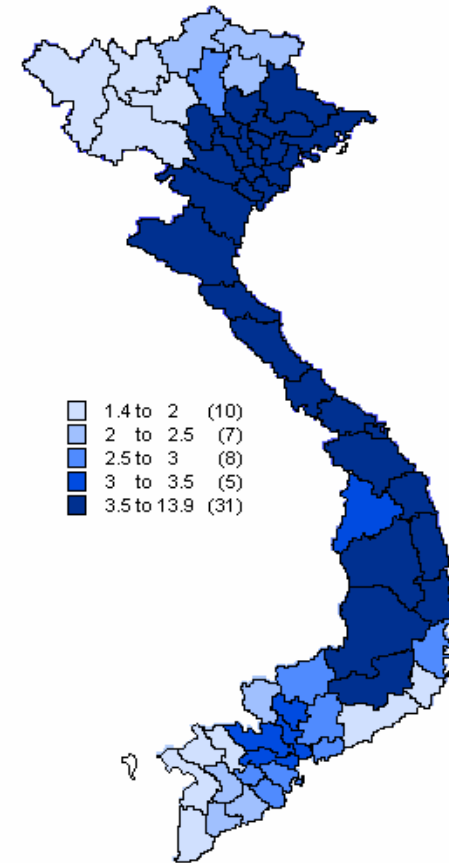 1.4 to 2 (10)
2 to 2.5 (7)
2.5 to 3 (8)
3 to 3.5 (5)
3.5 to 13.9 (31)